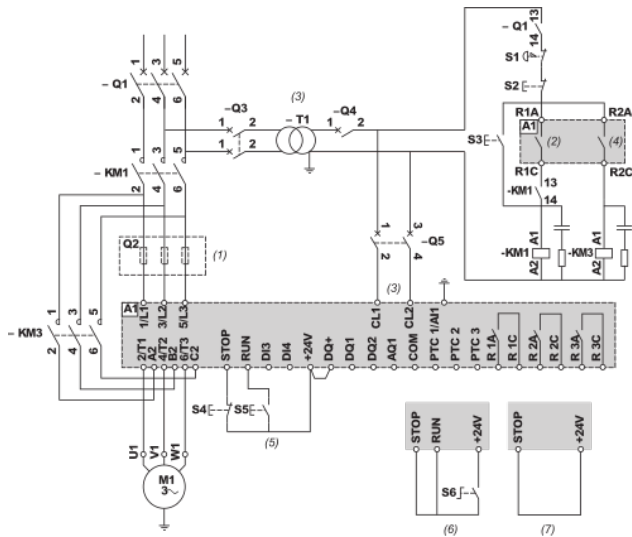 1 3 5
– Q1
2 4 6
–Q3
1 2
1 2
(3)
– T1
–Q4
1 2
– Q1
13
14
S1
S2
R1A
R2A
A1
(2)
(4)
S3
R1C
R2C
–KM1
13
14
–KM1
A1
A2
–KM3
A1
A2
– KM1
2 4 6
Q2
(1)
1 3
2 4
–Q5
(3)
– KM3
1 3 5
2 4 6
A1
1/L1
3/L2
5/L3
CL1
CL2
PTC 1/AI1
2/T1
A2
4/T2
B2
6/T3
C2
STOP
RUN
DI3
DI4
+24V
DQ+
DQ1
DQ2
AQ1
COM
PTC 2
PTC 3
R 1A
R 1C
R 2A
R 2C
R 3A
R 3C
S4
S5
(5)
U1
V1
W1
M1
3
STOP
RUN
+24V
S6
(6)
STOP
+24V
(7)